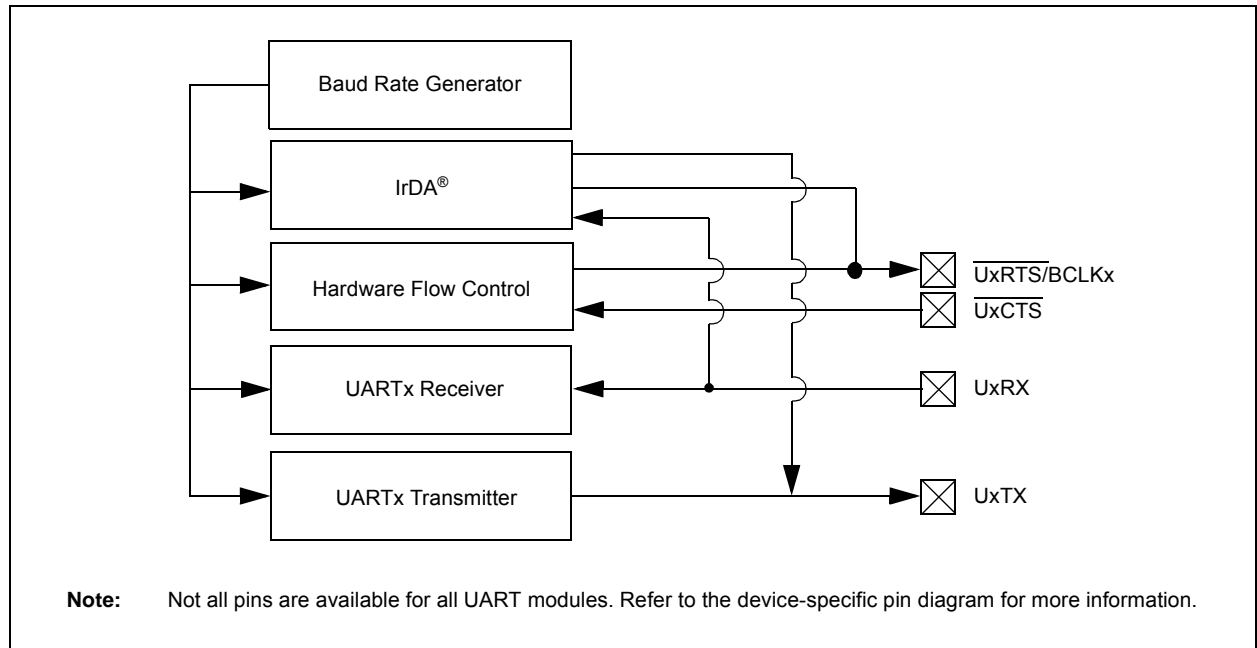 Baud Rate Generator
IrDA®
Hardware Flow Control
UxRTS/BCLKx
UxCTS
UARTx Receiver
UxRX
UARTx Transmitter
UxTX
Note: Not all pins are available for all UART modules. Refer to the device-specific pin diagram for more information.